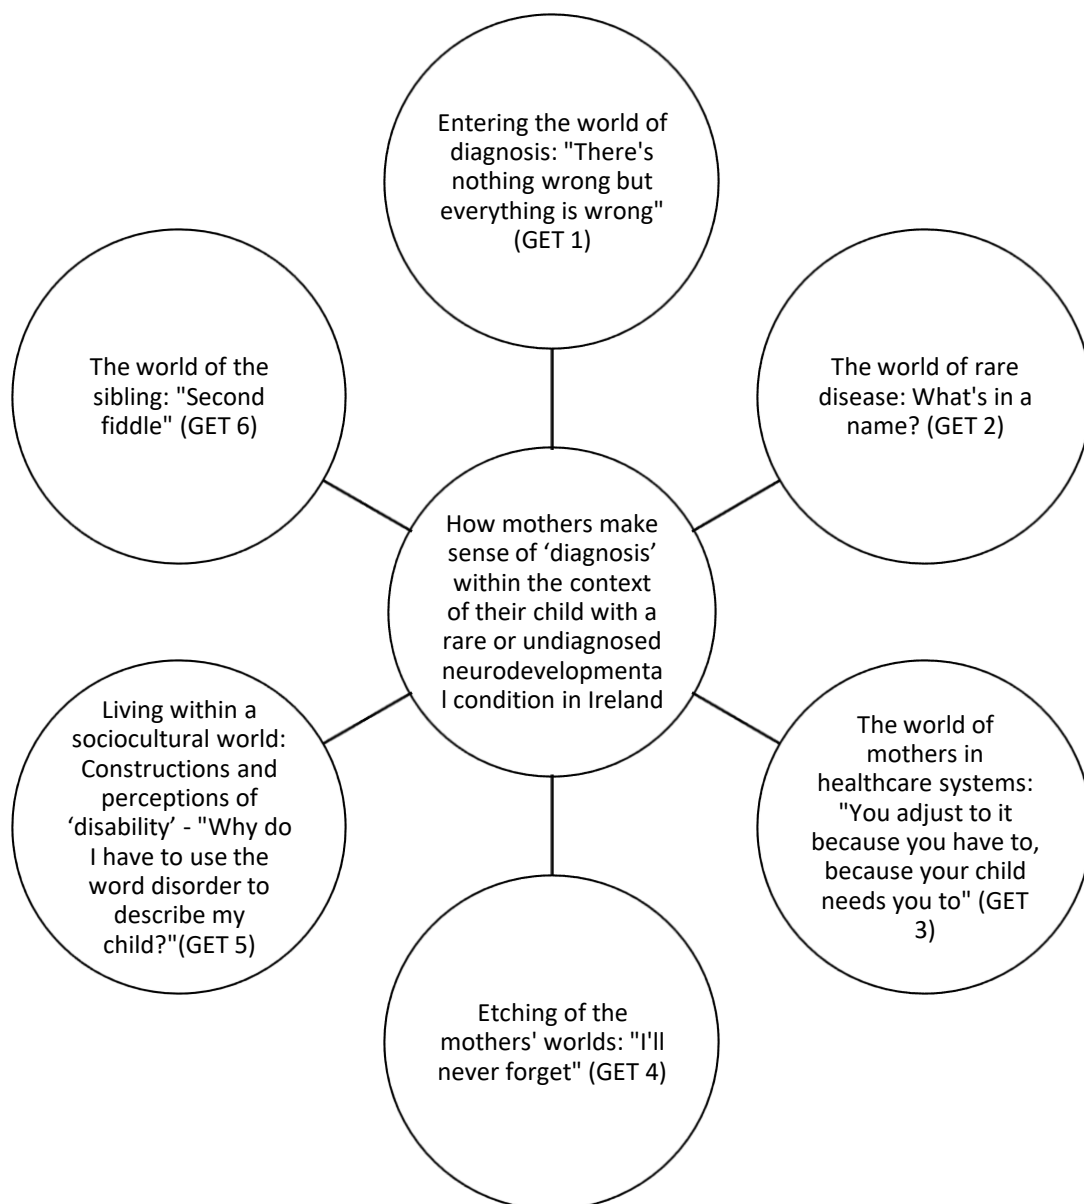 Entering the world of
diagnosis: "There's
nothing wrong but
everything is wrong"
(GET 1)
The world of the
sibling: "Second
fiddle" (GET 6)
The world of rare
disease: What's in a
name? (GET 2)
How mothers make
sense of ‘diagnosis’
within the context
of their child with a
rare or undiagnosed
neurodevelopmenta
l condition in Ireland
Living within a
sociocultural world:
Constructions and
perceptions of
‘disability’ - "Why do
I have to use the
word disorder to
describe my
child?"(GET 5)
The world of
mothers in
healthcare systems:
"You adjust to it
because you have to,
because your child
needs you to" (GET
3)
Etching of the
mothers' worlds: "I'll
never forget" (GET 4)